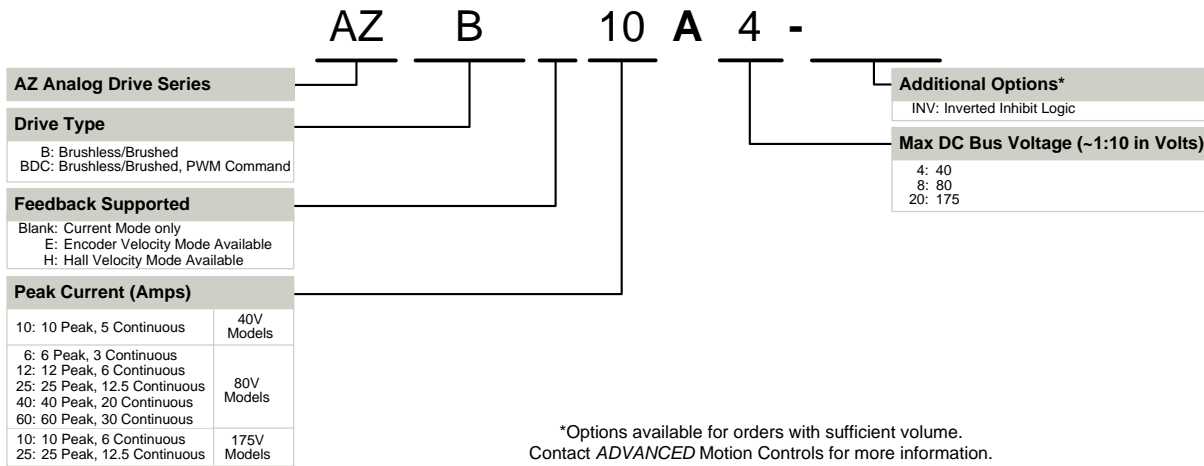 AZ B 10 A 4 -
AZ Analog Drive Series
Drive Type
B: Brushless/Brushed
BDC: Brushless/Brushed, PWM Command
Feedback Supported
Blank: Current Mode only
E: Encoder Velocity Mode Available
H: Hall Velocity Mode Available
Peak Current (Amps)
10: 10 Peak, 5 Continuous
40V
Models
6: 6 Peak, 3 Continuous
12: 12 Peak, 6 Continuous
25: 25 Peak, 12.5 Continuous
40: 40 Peak, 20 Continuous
60: 60 Peak, 30 Continuous
80V
Models
10: 10 Peak, 6 Continuous
25: 25 Peak, 12.5 Continuous
175V
Models
Additional Options*
INV: Inverted Inhibit Logic
Max DC Bus Voltage (~1:10 in Volts)
4: 40
8: 80
20: 175
*Options available for orders with sufficient volume.
Contact ADVANCED Motion Controls for more information.